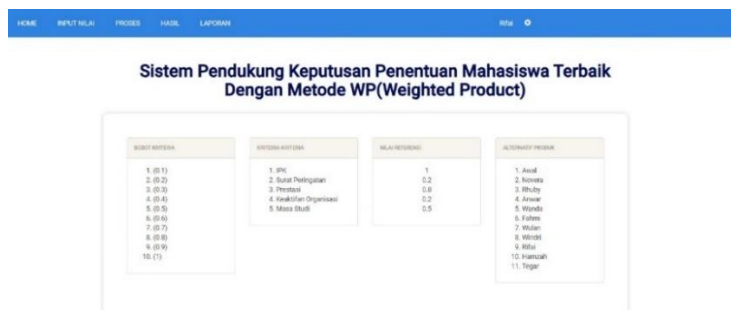 HOME INPUT NILAI PROSES HASIL LAPORAN Rifai
Sistem Pendukung Keputusan Penentuan Mahasiswa Terbaik
Dengan Metode WP(Weighted Product)
BOBOT KRITERIA
1. (0.1)
2. (0.2)
3. (0.3)
4. (0.4)
5. (0.5)
6. (0.6)
7. (0.7)
8. (0.8)
9. (0.9)
10. (1)
KRITERIA-KRITERIA
1. IPK
2. Surat Peringatan
3. Prestasi
4. Keaktifan Organisasi
5. Masa Studi
NILAI REFERENSI
1
0.2
0.8
0.2
0.5
ALTERNATIF PRODUK
1. Awal
2. Novera
3. Rhuby
4. Anwar
5. Wanda
6. Fahmi
7. Wulan
8. Windri
9. Rifai
10. Hamzah
11. Tegar